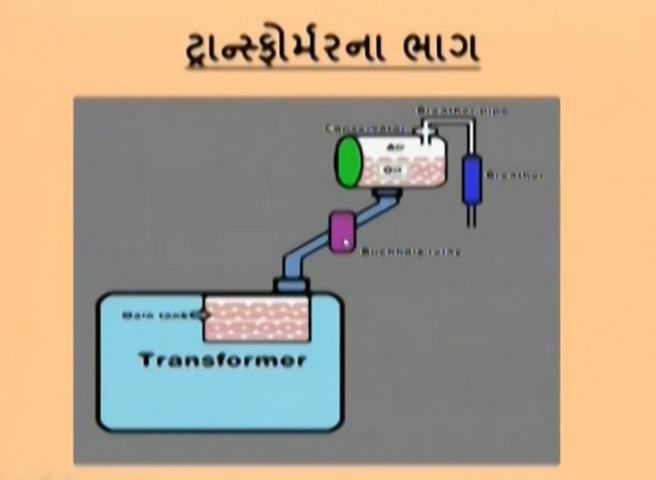 ટ્રાન્સફોર્મરના ભાગ
Breather pipe
Conservator
Air
Oil
Breather
Buchholz relay
Main tank
Transformer